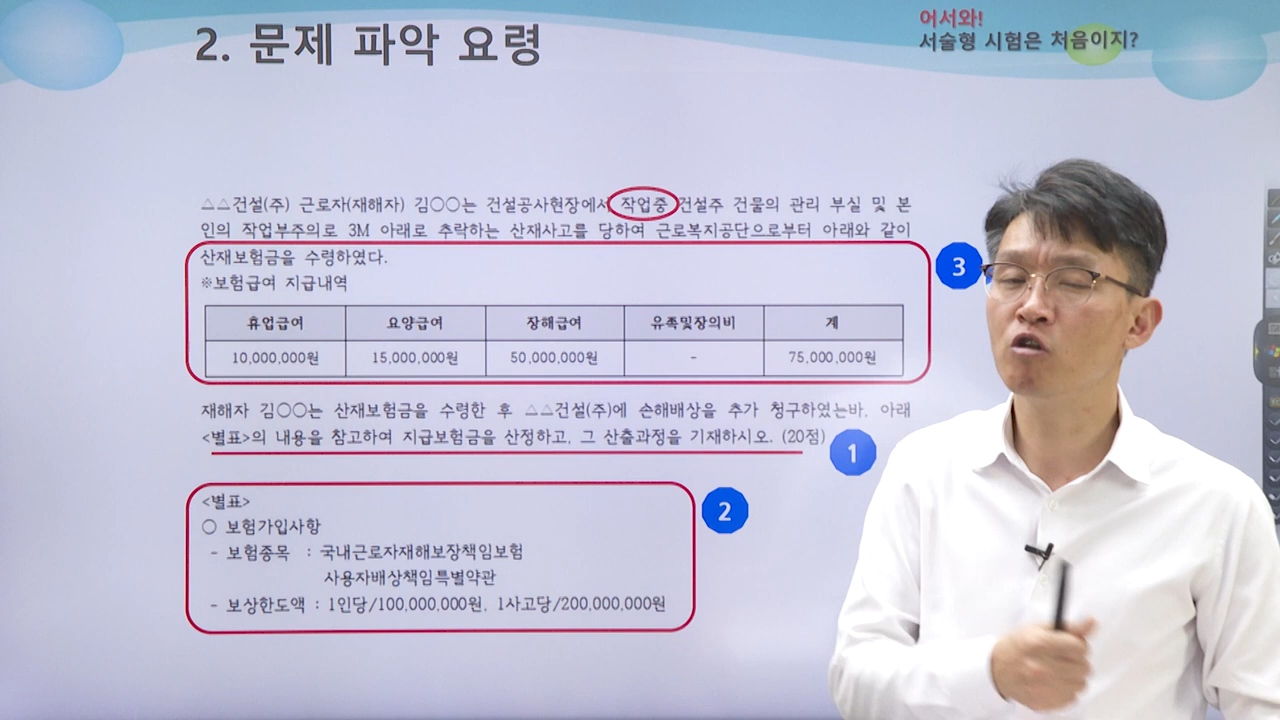 2. 문제 파악 요령
어서와!
서술형 시험은 처음이지?
△△건설(주) 근로자(재해자) 김○○는 건설공사현장에서 작업중 건설주 건물의 관리 부실 및 본
인의 작업부주의로 3M 아래로 추락하는 산재사고를 당하여 근로복지공단으로부터 아래와 같이
산재보험금을 수령하였다.
3
※보험급여 지급내역
휴업급여 요양급여 장해급여 유족및장의비 계
10,000,000원 15,000,000원 50,000,000원 - 75,000,000원
재해자 김○○는 산재보험금을 수령한 후 △△건설(주)에 손해배상을 추가 청구하였는바, 아래
<별표>의 내용을 참고하여 지급보험금을 산정하고, 그 산출과정을 기재하시오. (20점)
1
<별표>
2
○ 보험가입사항
- 보험종목 : 국내근로자재해보장책임보험
사용자배상책임특별약관
- 보상한도액 : 1인당/100,000,000원, 1사고당/200,000,000원